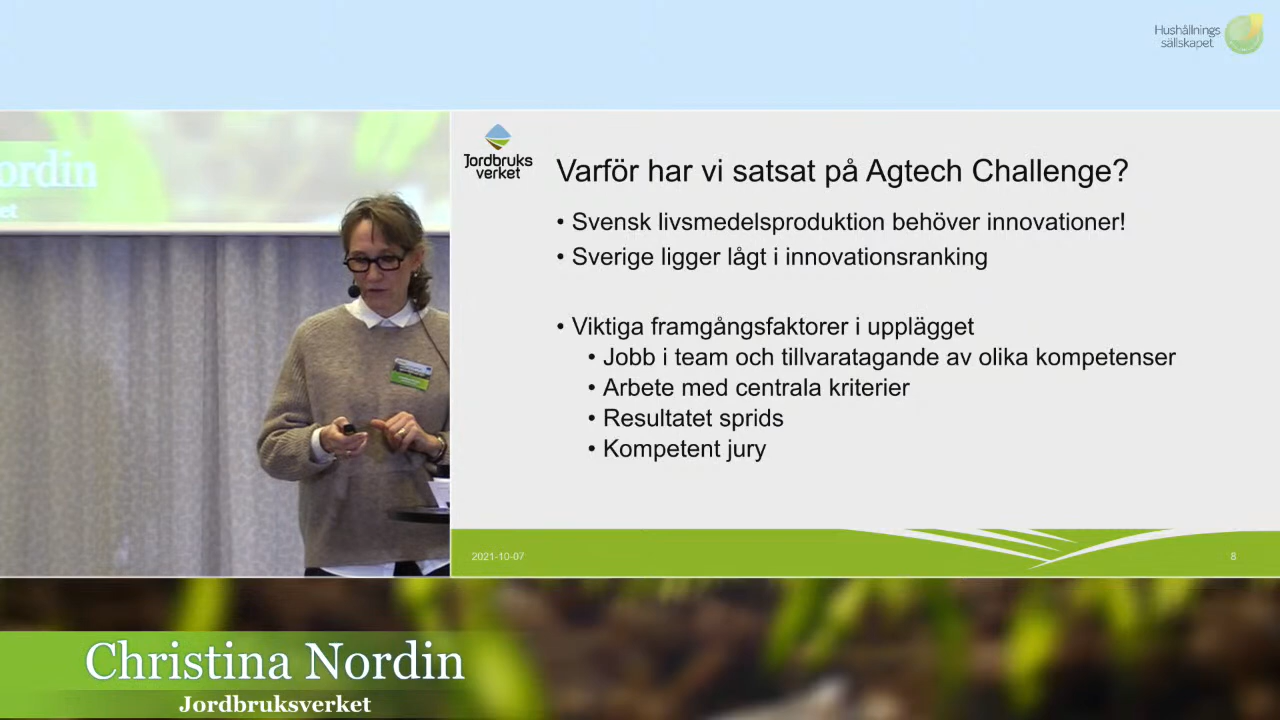 Hushållnings
sällskapet
ordin
et
Jordbruks
verket
Varför har vi satsat på Agtech Challenge?
• Svensk livsmedelsproduktion behöver innovationer!
• Sverige ligger lågt i innovationsranking
• Viktiga framgångsfaktorer i upplägget
• Jobb i team och tillvaratagande av olika kompetenser
• Arbete med centrala kriterier
• Resultatet sprids
• Kompetent jury
2021-10-07
8
Christina Nordin
Jordbruksverket